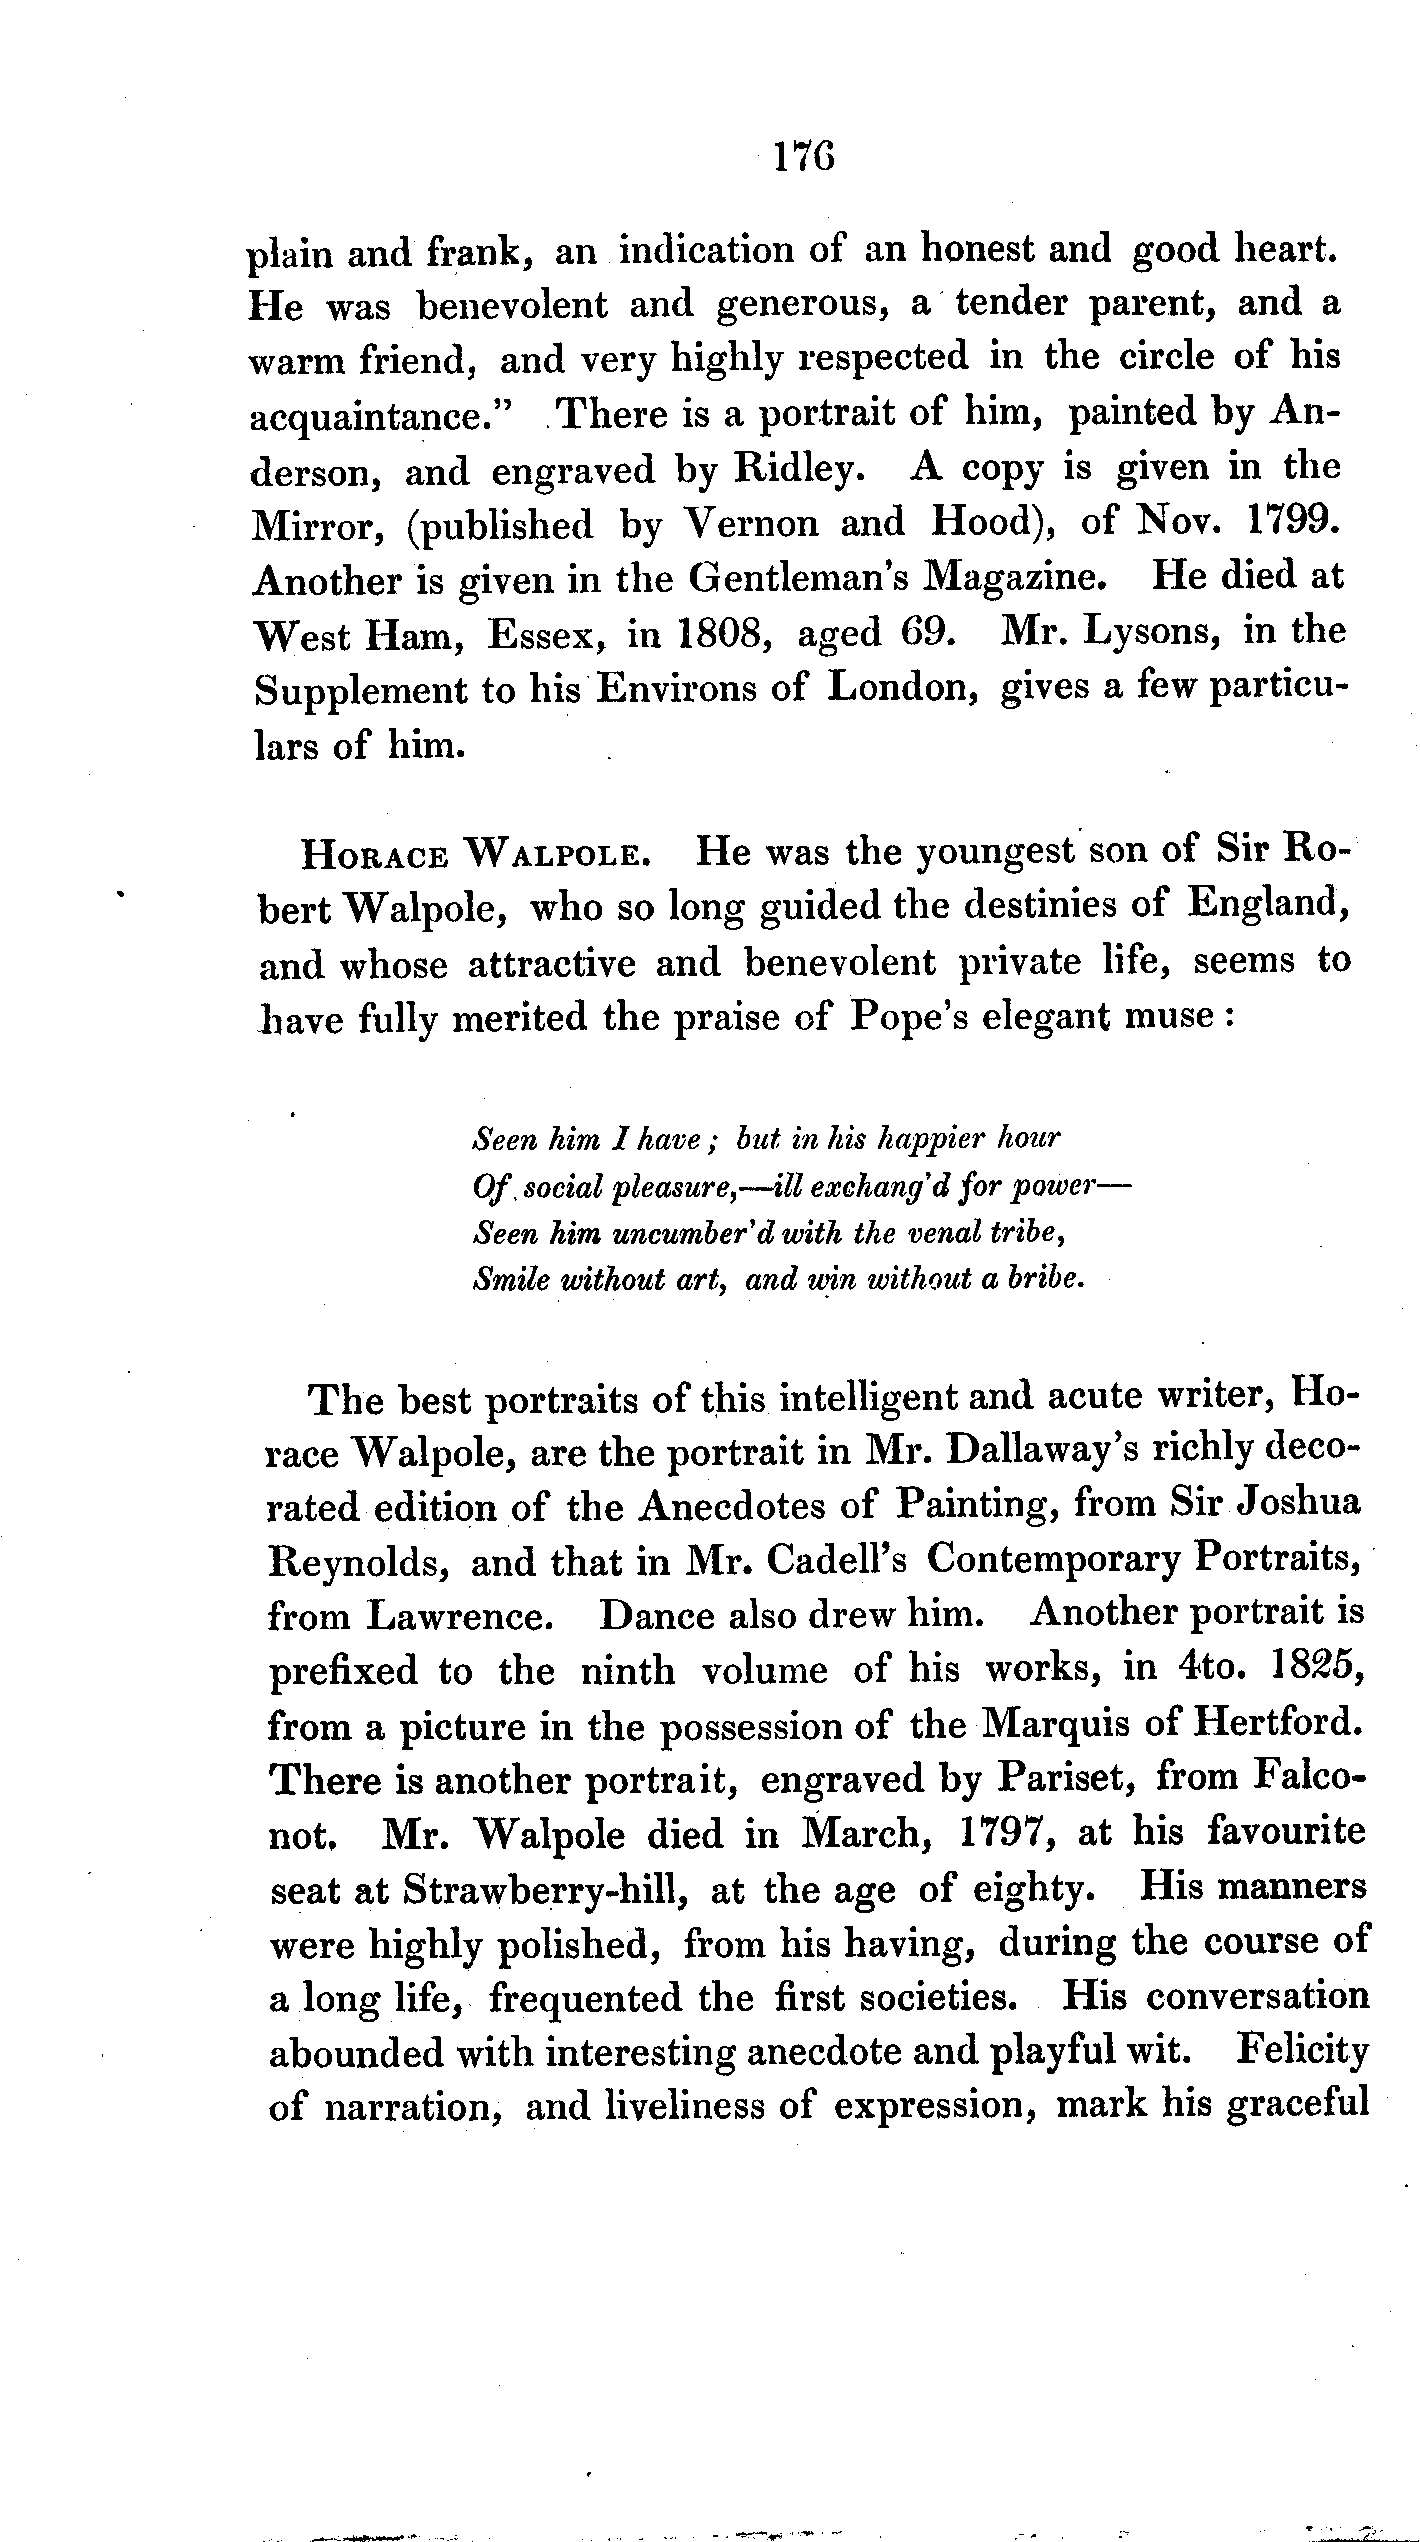 176
plain and frank, an indication of an honest and good heart.
He was benevolent and generous, a tender parent, and a
warm friend, and very highly respected in the circle of his
acquaintance." There is a portrait of him, painted by An-
derson, and engraved by Ridley. A copy is given in the
Mirror, (published by Vernon and Hood), of Nov. 1799.
Another is given in the Gentleman's Magazine. He died at
West Ham, Essex, in 1808, aged 69. Mr. Lysons, in the
Supplement to his Environs of London, gives a few particu-
lars of him.
HORACE WALPOLE. He was the youngest son of Sir Ro-
bert Walpole, who so long guided the destinies of England,
and whose attractive and benevolent private life, seems to
have fully merited the praise of Pope's elegant muse :
Seen him I have ; but in his happier hour
Of social pleasure,—ill exchang'd for power—
Seen him uncumber'd with the venal tribe,
Smile without art, and win without a bribe.
The best portraits of this intelligent and acute writer, Ho-
race Walpole, are the portrait in Mr. Dallaway's richly deco-
rated edition of the Anecdotes of Painting, from Sir Joshua
Reynolds, and that in Mr. Cadell's Contemporary Portraits,
from Lawrence. Dance also drew him. Another portrait is
prefixed to the ninth volume of his works, in 4to. 1825,
from a picture in the possession of the Marquis of Hertford.
There is another portrait, engraved by Pariset, from Falco-
not. Mr. Walpole died in March, 1797, at his favourite
seat at Strawberry-hill, at the age of eighty. His manners
were highly polished, from his having, during the course of
a long life, frequented the first societies. His conversation
abounded with interesting anecdote and playful wit. Felicity
of narration, and liveliness of expression, mark his graceful